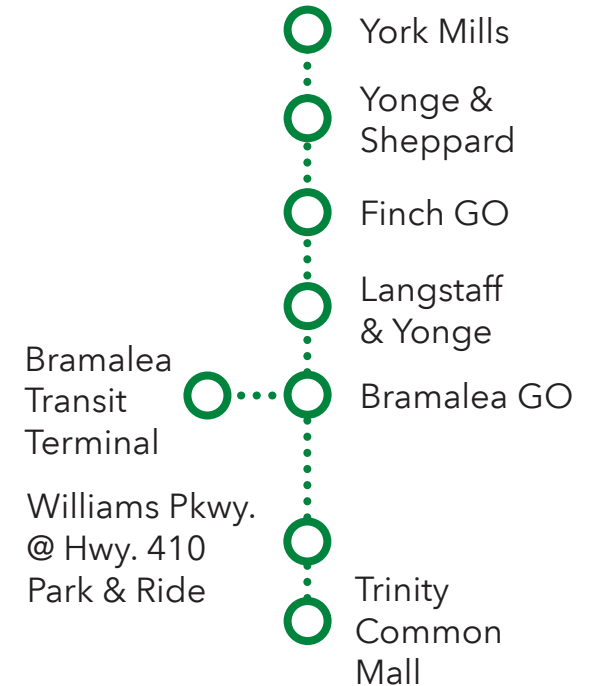 York Mills
Yonge &
Sheppard
Finch GO
Langstaff
& Yonge
Bramalea
Transit
Terminal
Bramalea GO
Williams Pkwy.
@ Hwy. 410
Park & Ride
Trinity
Common
Mall